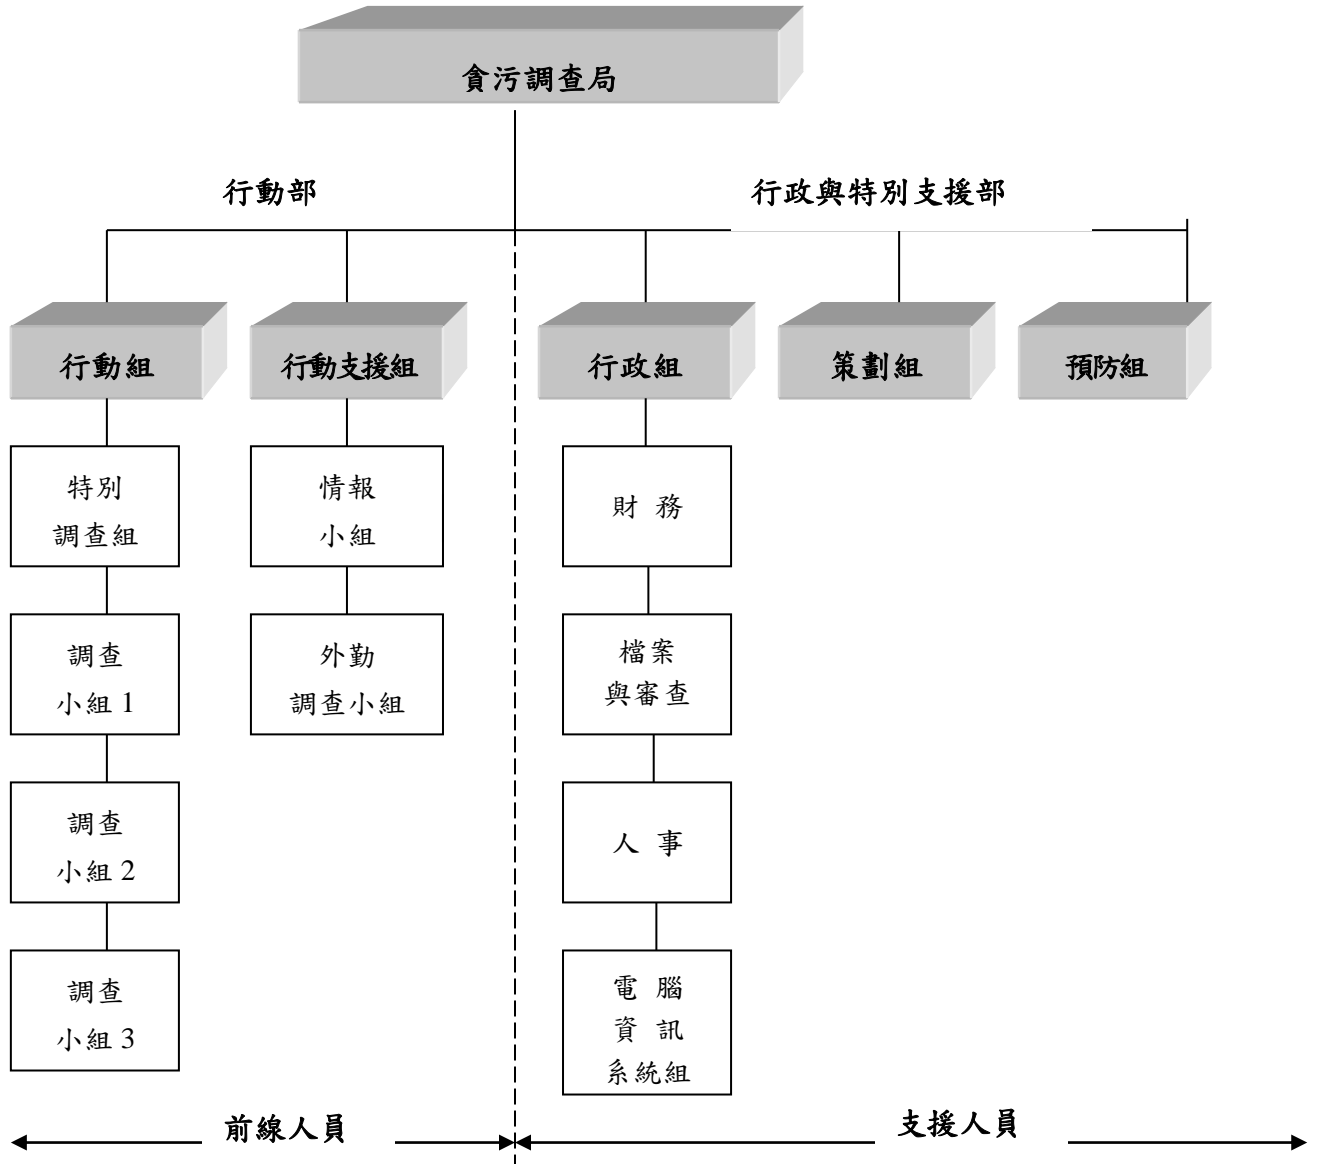 貪污調查局
行動部
行政與特別支援部
行動組
行動支援組
行政組
策劃組
預防組
特別
調查組
情報
小組
財 務
調查
小組 1
外勤
調查小組
檔案
與審查
調查
小組 2
人 事
調查
小組 3
電 腦
資 訊
系統組
前線人員
支援人員